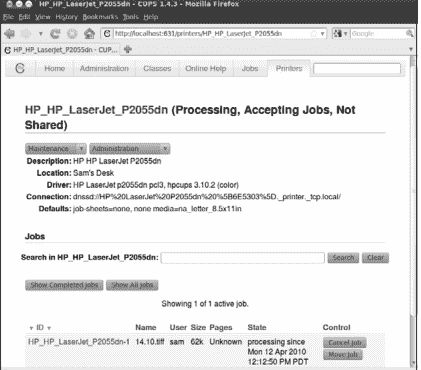 HP_HP_LaserJet_P2055dn - CUPS 1.4.3 - Mozilla Firefox
File Edit View History Bookmarks Tools Help
http://localhost:631/printers/HP_HP_LaserJet_P2055dn
Google
HP_HP_LaserJet_P2055dn - CUP...
Home Administration Classes Online Help Jobs Printers
HP_HP_LaserJet_P2055dn (Processing, Accepting Jobs, Not
Shared)
Maintenance Administration
Description: HP HP LaserJet P2055dn
Location: Sam's Desk
Driver: HP LaserJet p2055dn pcl3, hpcups 3.10.2 (color)
Connection: dnssd://HP%20LaserJet%20P2055dn%20%5B6E5303%5D._printer._tcp.local/
Defaults: job-sheets=none, none media=na_letter_8.5x11in
Jobs
Search in HP_HP_LaserJet_P2055dn: Search Clear
Show Completed Jobs Show All Jobs
Showing 1 of 1 active job.
▼ ID ▼ Name User Size Pages State Control
HP_HP_LaserJet_P2055dn-1 14.10.tiff sam 62k Unknown processing since Cancel Job
Mon 12 Apr 2010 Move Job
12:12:50 PM PDT